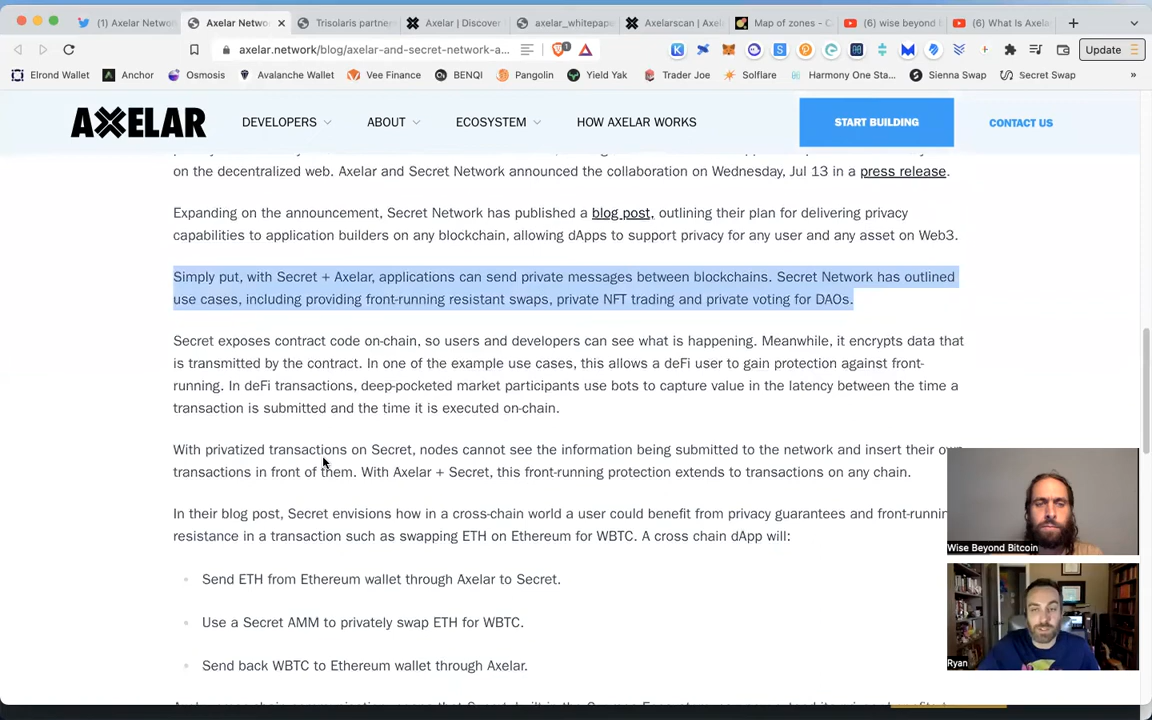 (1) Axelar Netwo
Axelar Netwo
Trisolaris partner
Axelar | Discover
axelar_whitepape
Axelarscan | Axe
Map of zones - C
(6) wise beyond
(6) What Is Axela
axelar.network/blog/axelar-and-secret-network-a...
Update
Elrond Wallet
Anchor
Osmosis
Avalanche Wallet
Vee Finance
BENQI
Pangolin
Yield Yak
Trader Joe
Solflare
Harmony One Sta...
Sienna Swap
Secret Swap
»
AXELAR
DEVELOPERS
ABOUT
ECOSYSTEM
HOW AXELAR WORKS
START BUILDING
CONTACT US
on the decentralized web. Axelar and Secret Network announced the collaboration on Wednesday, Jul 13 in a press release.
Expanding on the announcement, Secret Network has published a blog post, outlining their plan for delivering privacy
capabilities to application builders on any blockchain, allowing dApps to support privacy for any user and any asset on Web3.
Simply put, with Secret + Axelar, applications can send private messages between blockchains. Secret Network has outlined
use cases, including providing front-running resistant swaps, private NFT trading and private voting for DAOs.
Secret exposes contract code on-chain, so users and developers can see what is happening. Meanwhile, it encrypts data that
is transmitted by the contract. In one of the example use cases, this allows a deFi user to gain protection against front-
running. In deFi transactions, deep-pocketed market participants use bots to capture value in the latency between the time a
transaction is submitted and the time it is executed on-chain.
With privatized transactions on Secret, nodes cannot see the information being submitted to the network and insert their own
transactions in front of them. With Axelar + Secret, this front-running protection extends to transactions on any chain.
In their blog post, Secret envisions how in a cross-chain world a user could benefit from privacy guarantees and front-runnin
resistance in a transaction such as swapping ETH on Ethereum for WBTC. A cross chain dApp will:
Send ETH from Ethereum wallet through Axelar to Secret.
Use a Secret AMM to privately swap ETH for WBTC.
Send back WBTC to Ethereum wallet through Axelar.
Wise Beyond Bitcoin
Ryan